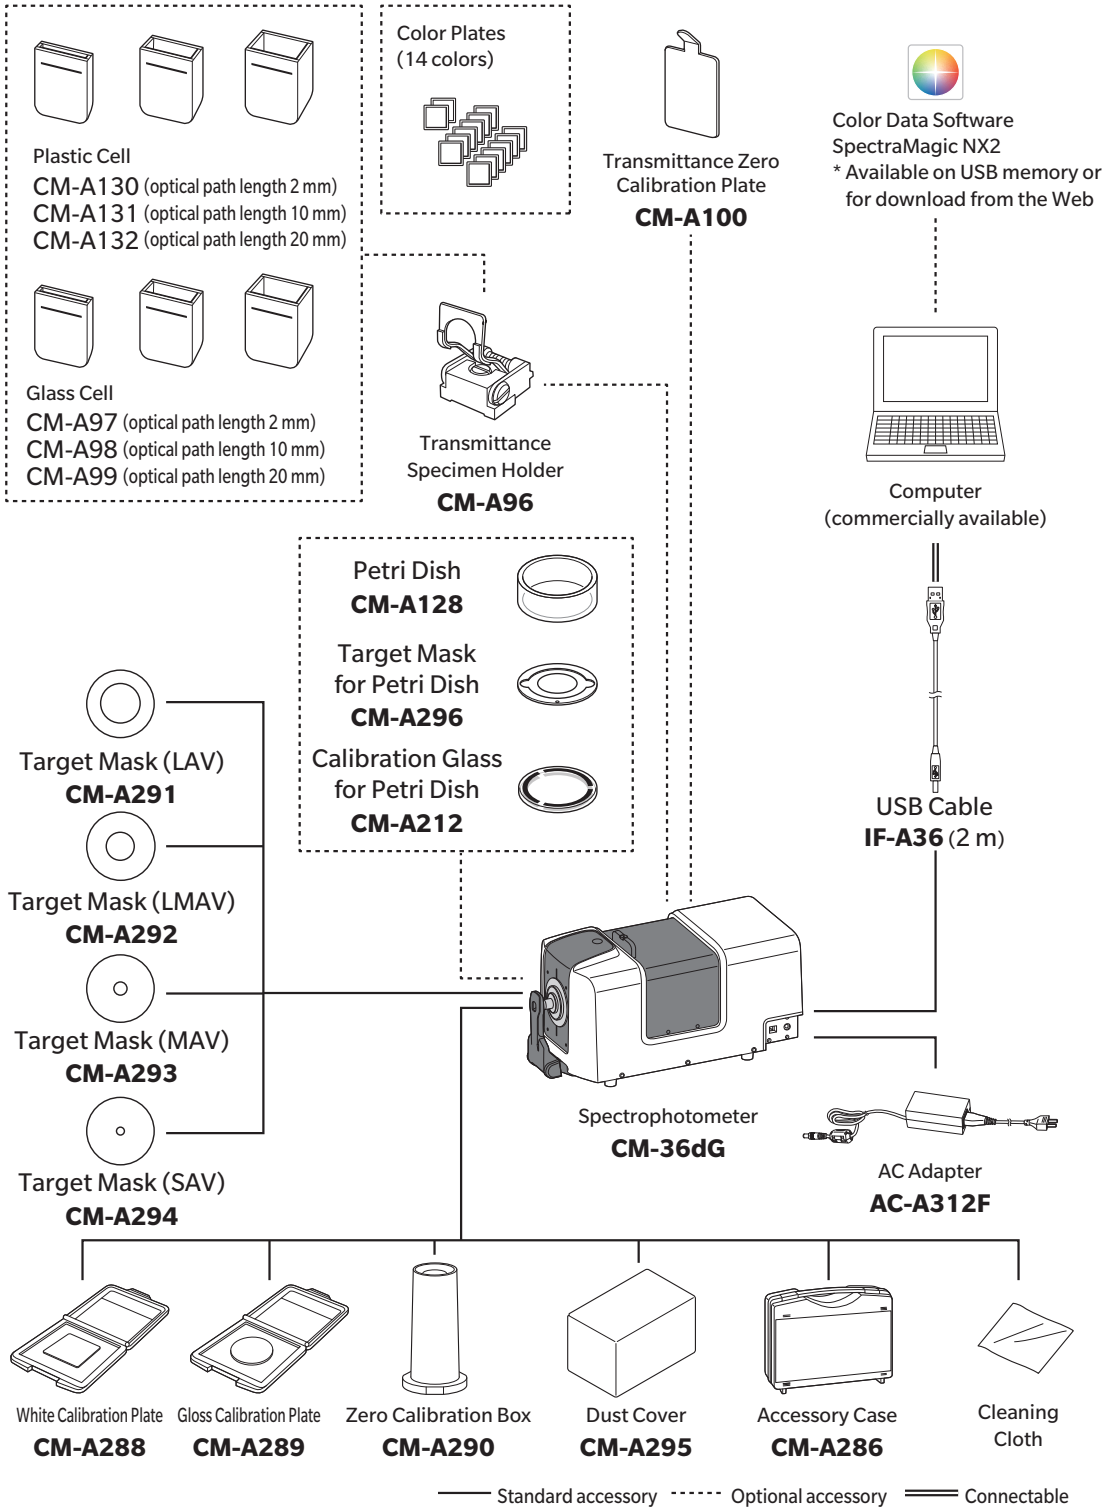 Plastic Cell
CM-A130 (optical path length 2 mm)
CM-A131 (optical path length 10 mm)
CM-A132 (optical path length 20 mm)
Glass Cell
CM-A97 (optical path length 2 mm)
CM-A98 (optical path length 10 mm)
CM-A99 (optical path length 20 mm)
Color Plates
(14 colors)
Transmittance Zero
Calibration Plate
CM-A100
Color Data Software
SpectraMagic NX2
* Available on USB memory or
for download from the Web
Transmittance
Specimen Holder
CM-A96
Computer
(commercially available)
Petri Dish
CM-A128
Target Mask
for Petri Dish
CM-A296
Calibration Glass
for Petri Dish
CM-A212
USB Cable
IF-A36 (2 m)
Target Mask (LAV)
CM-A291
Target Mask (LMAV)
CM-A292
Target Mask (MAV)
CM-A293
Target Mask (SAV)
CM-A294
Spectrophotometer
CM-36dG
AC Adapter
AC-A312F
White Calibration Plate
CM-A288
Gloss Calibration Plate
CM-A289
Zero Calibration Box
CM-A290
Dust Cover
CM-A295
Accessory Case
CM-A286
Cleaning
Cloth
Standard accessory
Optional accessory
Connectable